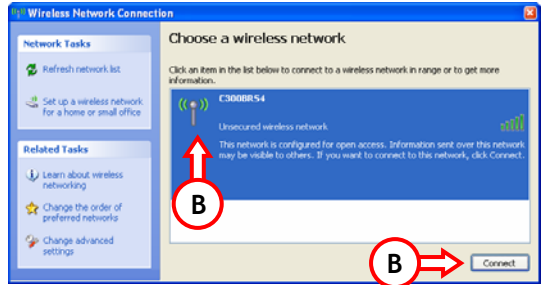 Wireless Network Connection
Network Tasks
Refresh network list
Set up a wireless network
for a home or small office
Related Tasks
Learn about wireless
networking
Change the order of
preferred networks
Change advanced
settings
Choose a wireless network
Click an item in the list below to connect to a wireless network in range or to get more
information.
C300BRS4
Unsecured wireless network
This network is configured for open access. Information sent over this network
may be visible to others. If you want to connect to this network, click Connect.
B
B
Connect